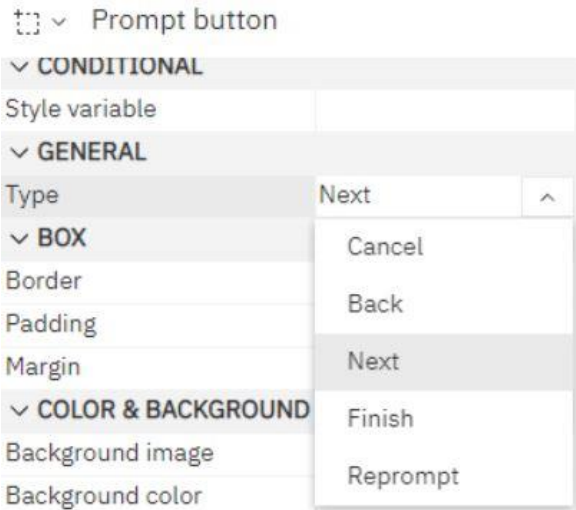 Prompt button
CONDITIONAL
Style variable
GENERAL
Type Next
BOX
Cancel
Border
Back
Padding
Margin
Next
COLOR & BACKGROUND
Finish
Background image
Reprompt
Background color